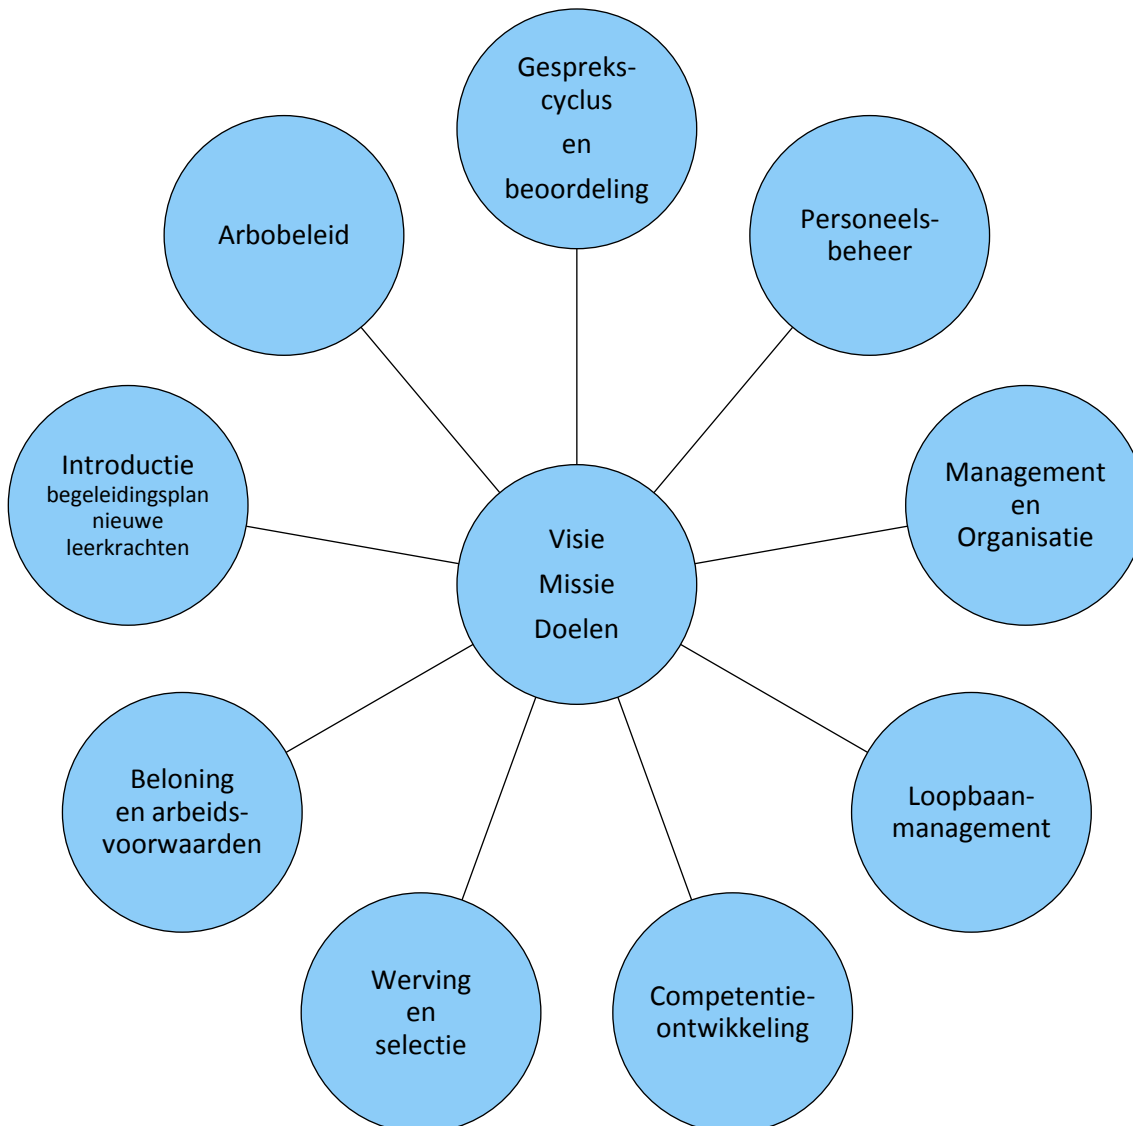 Gespreks-
cyclus
en
beoordeling
Arbobeleid
Personeels-
beheer
Introductie
begeleidingsplan
nieuwe
leerkrachten
Management
en
Organisatie
Visie
Missie
Doelen
Beloning
en arbeids-
voorwaarden
Loopbaan-
management
Werving
en
selectie
Competentie-
ontwikkeling